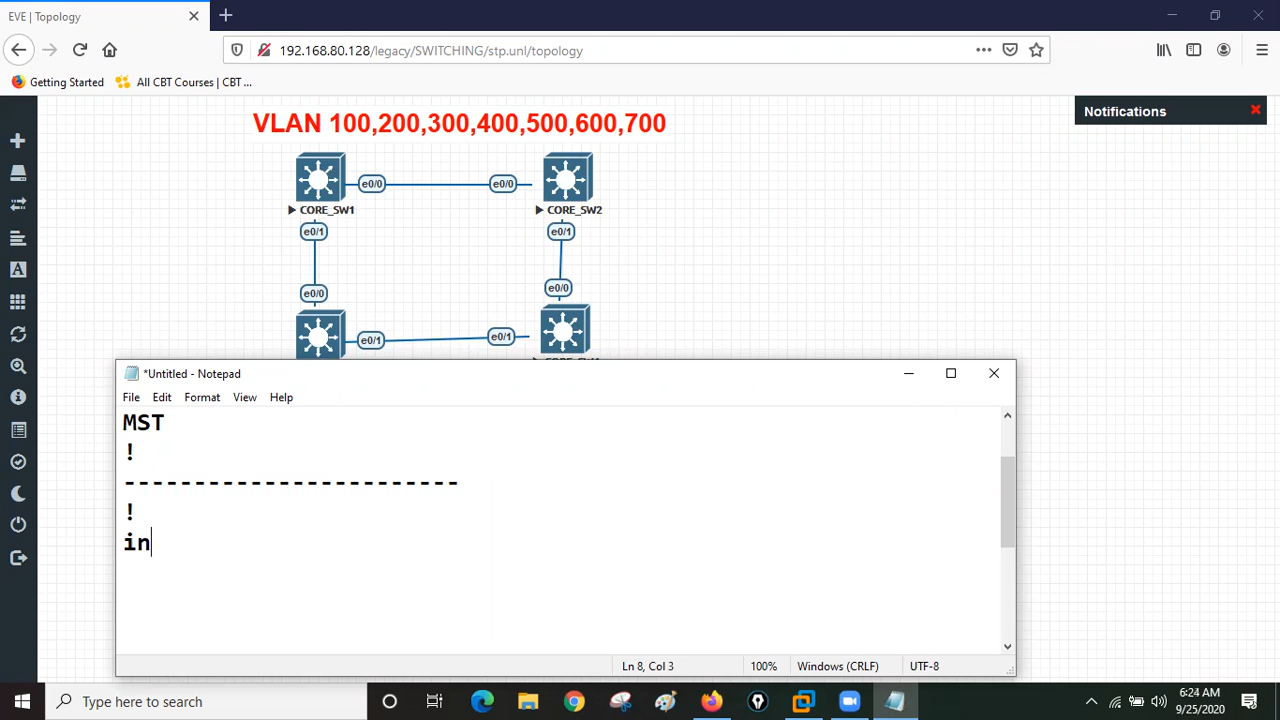 EVE | Topology
192.168.80.128/legacy/SWITCHING/stp.unl/topology
Getting Started
All CBT Courses | CBT ...
VLAN 100,200,300,400,500,600,700
Notifications
e0/0
e0/0
CORE_SW1
CORE_SW2
e0/1
e0/1
e0/0
e0/0
e0/1
e0/1
*Untitled - Notepad
File Edit Format View Help
MST
!
------------------------
!
in
Ln 8, Col 3
100%
Windows (CRLF)
UTF-8
Type here to search
6:24 AM
9/25/2020